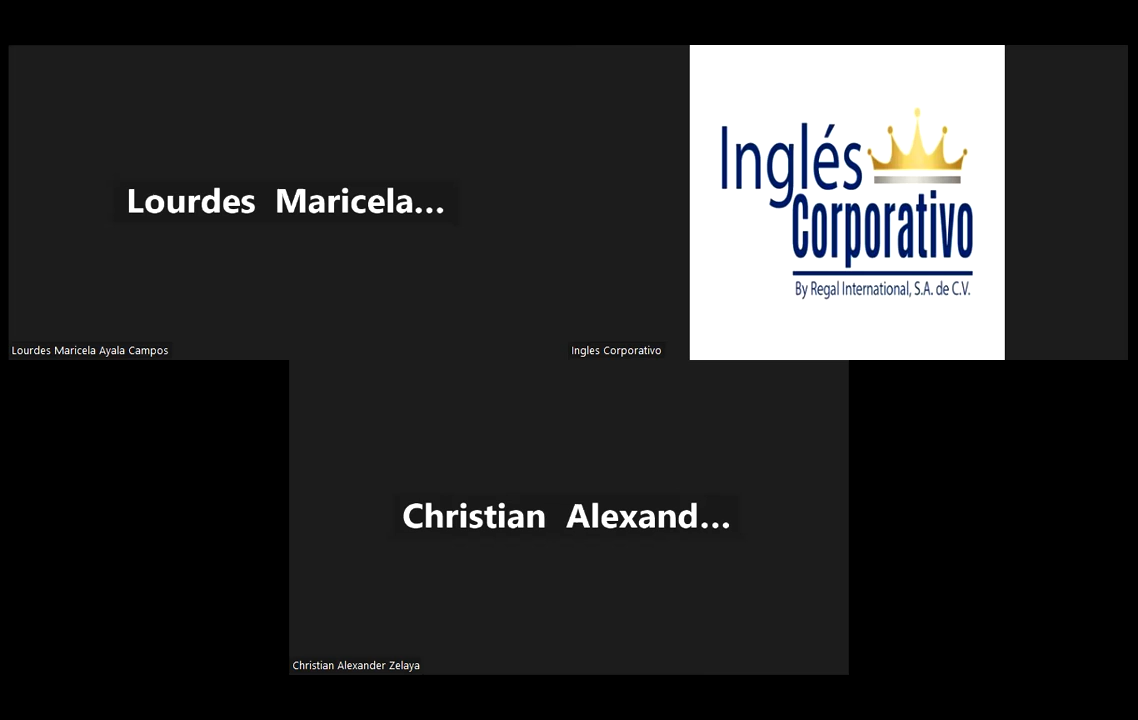 Lourdes Maricela...
Lourdes Maricela Ayala Campos
Inglés
Corporativo
By Regal International, S.A. de C.V.
Ingles Corporativo
Christian Alexand...
Christian Alexander Zelaya